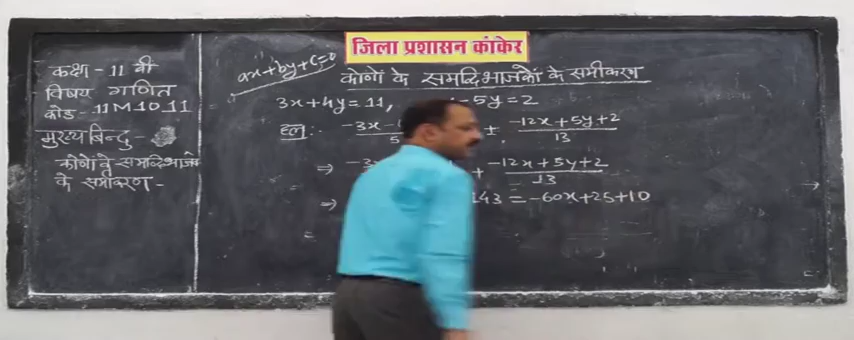 जिला प्रशासन कांकेर
कक्षा - 11 वी
विषय गणित
कोड - 11M1011
मुख्य बिन्दु -
कोणों के समद्विभाजकों
के समीकरण -
ax+by+c=0
कोणों के समद्विभाजकों के समीकरण
3x+4y=11, -5y=2
हल:- -3x- ± -12x+5y+2
5 13
⇒ + -12x+5y+2
13
⇒ 143 = -60x+25+10
=